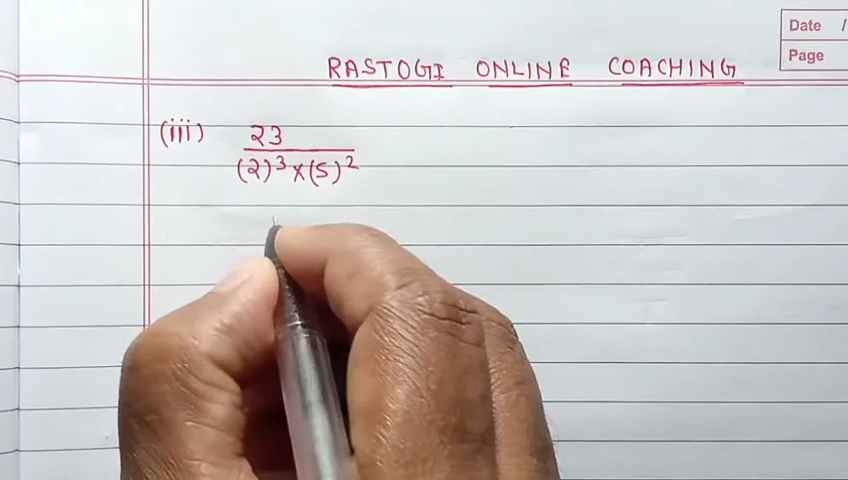 Date /
Page
RASTOGI ONLINE COACHING
(iii) 23
(2)³×(5)²